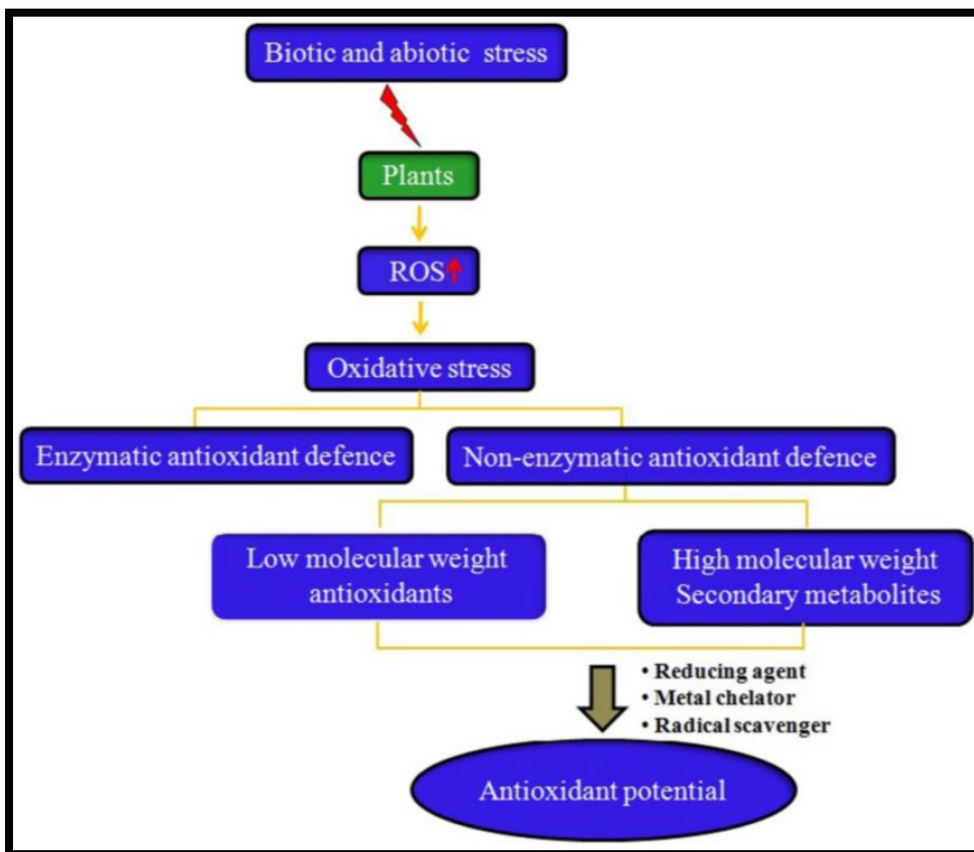 Biotic and abiotic stress
Plants
ROS
Oxidative stress
Enzymatic antioxidant defence
Non-enzymatic antioxidant defence
Low molecular weight
antioxidants
High molecular weight
Secondary metabolites
• Reducing agent
• Metal chelator
• Radical scavenger
Antioxidant potential